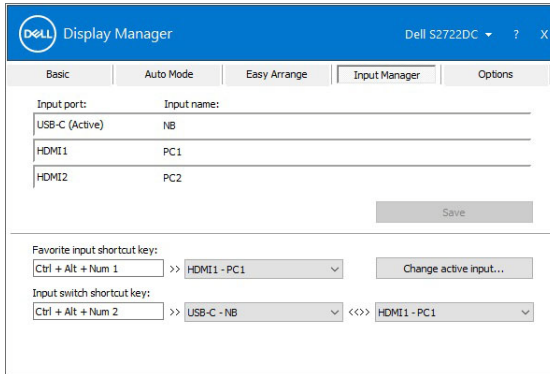 DELL Display Manager Dell S2722DC ? X
Basic Auto Mode Easy Arrange Input Manager Options
Input port: Input name:
USB-C (Active) NB
HDMI1 PC1
HDMI2 PC2
Save
Favorite input shortcut key:
Ctrl + Alt + Num 1 >> HDMI1 - PC1 Change active input...
Input switch shortcut key:
Ctrl + Alt + Num 2 >> USB-C - NB <<>> HDMI1 - PC1